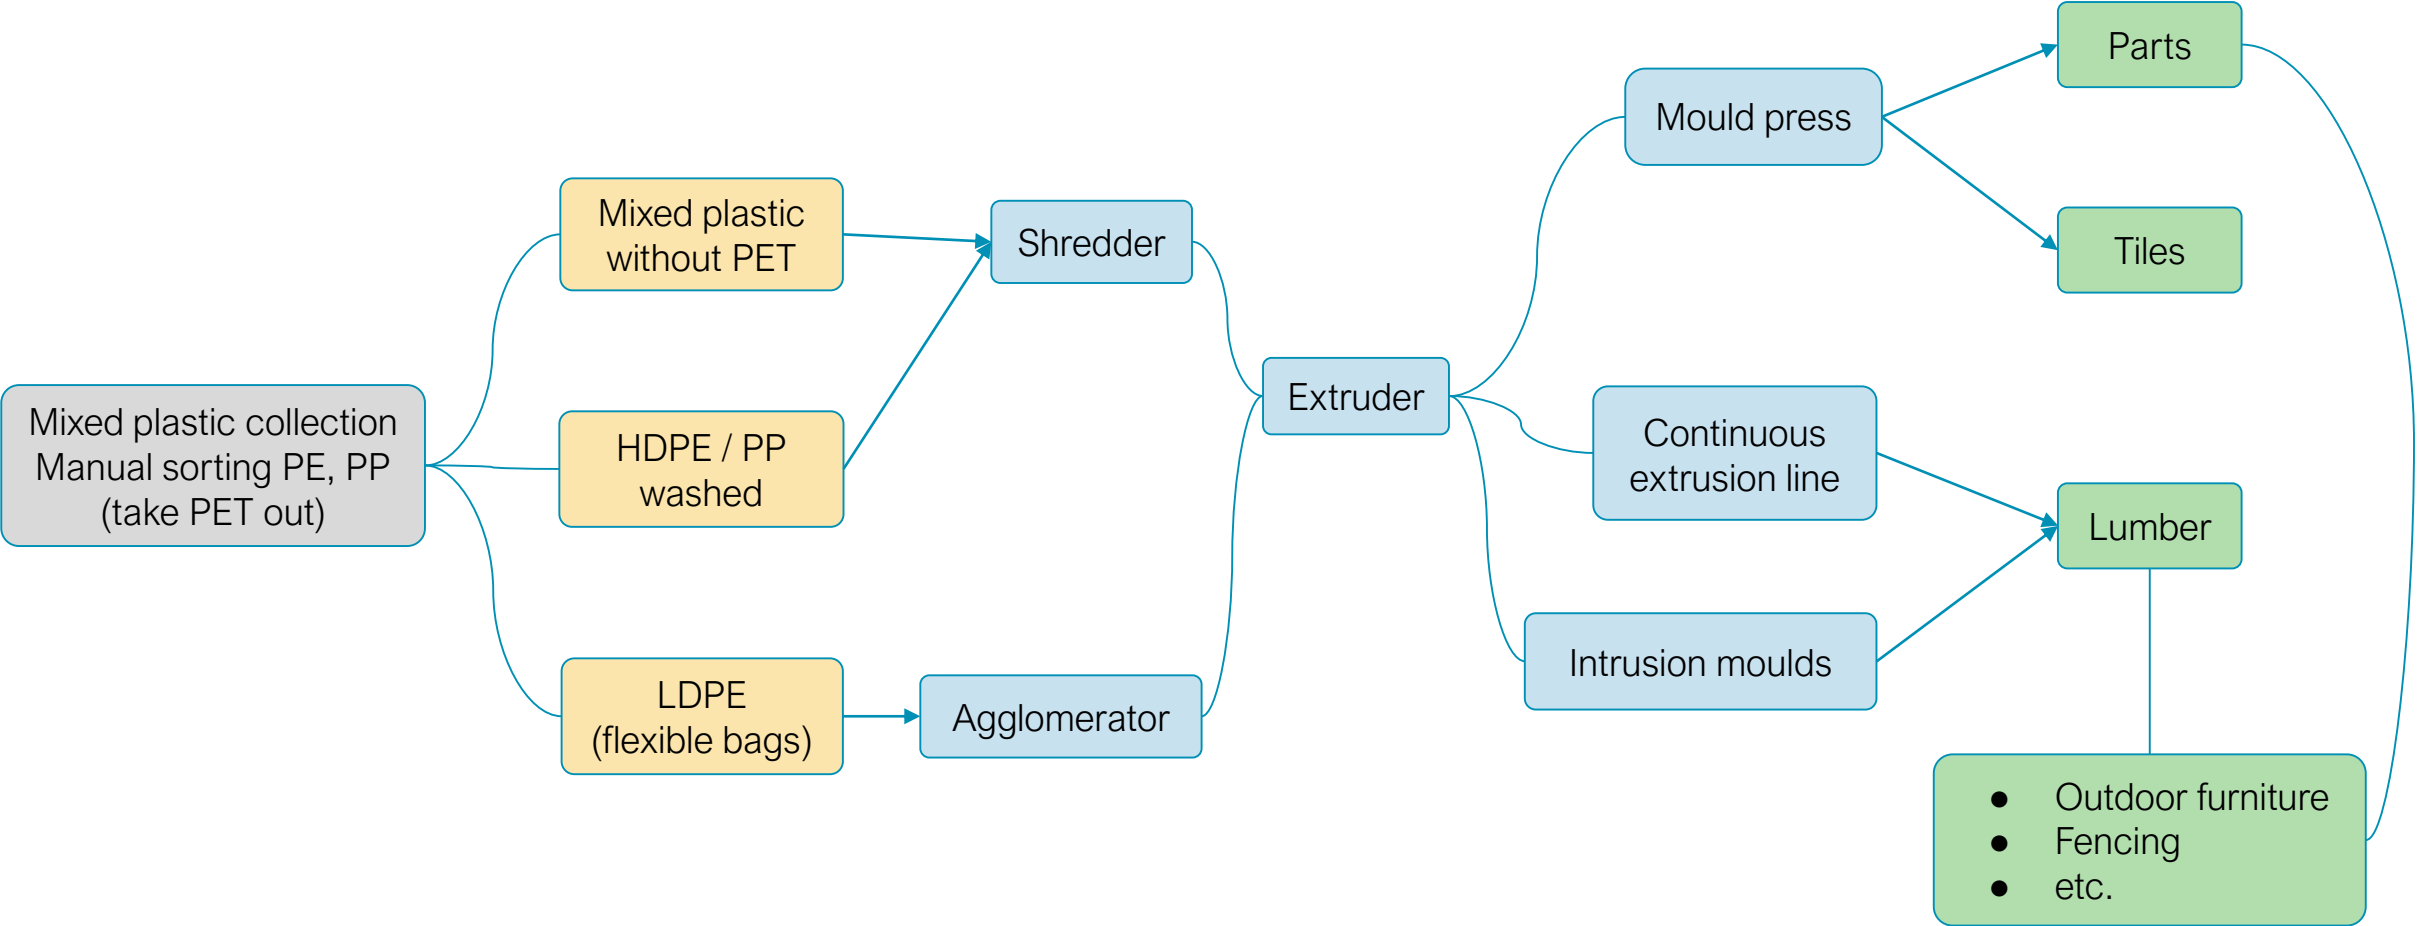 Mixed plastic collection
Manual sorting PE, PP
(take PET out)
Mixed plastic
without PET
HDPE / PP
washed
LDPE
(flexible bags)
Shredder
Agglomerator
Extruder
Mould press
Continuous
extrusion line
Intrusion moulds
Parts
Tiles
Lumber
● Outdoor furniture
● Fencing
● etc.